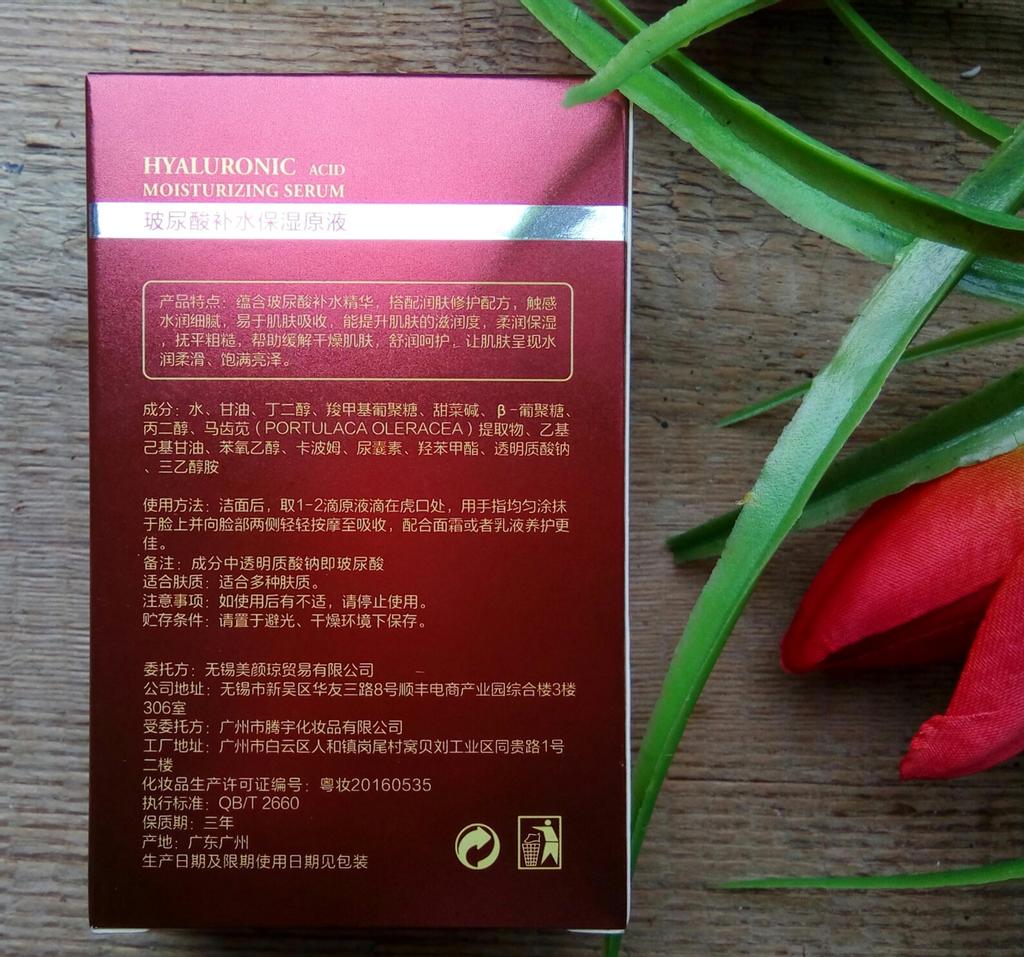 HYALURONIC ACID
MOISTURIZING SERUM
玻尿酸补水保湿原液
产品特点：蕴含玻尿酸补水精华，搭配润肤修护配方，触感
水润细腻，易于肌肤吸收，能提升肌肤的滋润度，柔润保湿
，抚平粗糙，帮助缓解干燥肌肤，舒润呵护，让肌肤呈现水
润柔滑、饱满亮泽。
成分：水、甘油、丁二醇、羧甲基葡聚糖、甜菜碱、β-葡聚糖、
丙二醇、马齿苋（PORTULACA OLERACEA）提取物、乙基
己基甘油、苯氧乙醇、卡波姆、尿囊素、羟苯甲酯、透明质酸钠
、三乙醇胺
使用方法：洁面后，取1-2滴原液滴在虎口处，用手指均匀涂抹
于脸上并向脸部两侧轻轻按摩至吸收，配合面霜或者乳液养护更
佳。
备注：成分中透明质酸钠即玻尿酸
适合肤质：适合多种肤质。
注意事项：如使用后有不适，请停止使用。
贮存条件：请置于避光、干燥环境下保存。
委托方：无锡美颜琼贸易有限公司
公司地址：无锡市新吴区华友三路8号顺丰电商产业园综合楼3楼
306室
受委托方：广州市腾宇化妆品有限公司
工厂地址：广州市白云区人和镇岗尾村窝贝刘工业区同贵路1号
二楼
化妆品生产许可证编号：粤妆20160535
执行标准：QB/T 2660
保质期：三年
产地：广东广州
生产日期及限期使用日期见包装